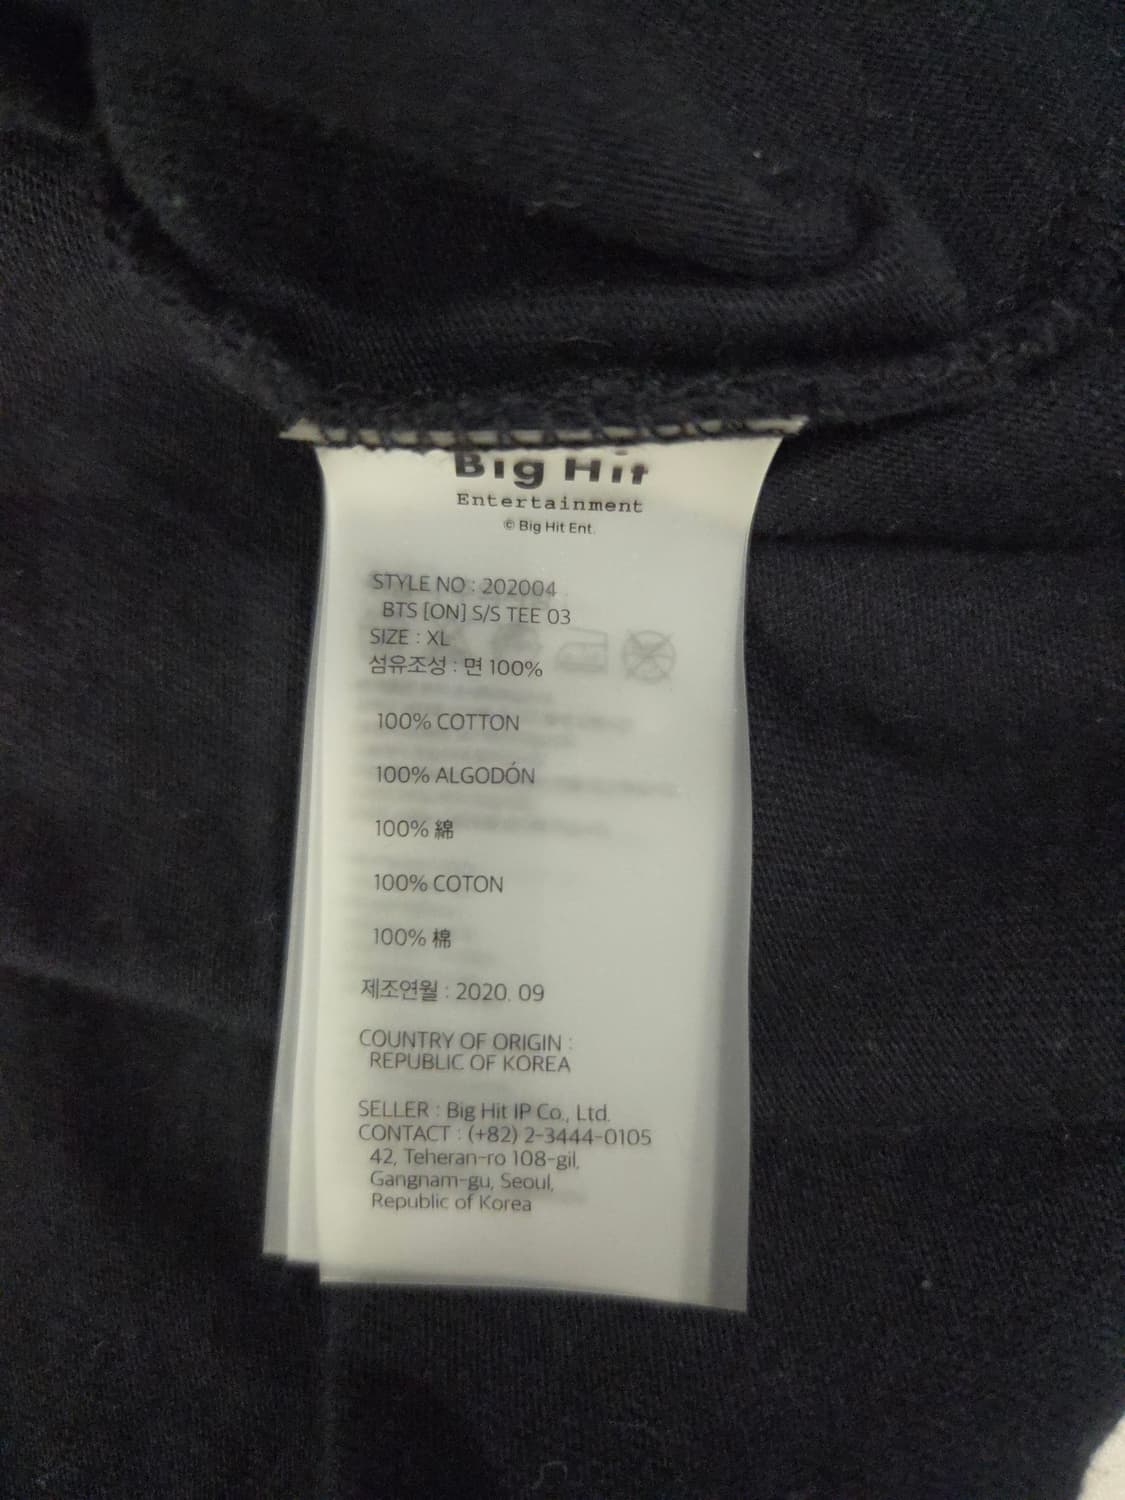 Big Hit
Entertainment
© Big Hit Ent.
STYLE NO : 202004
BTS [ON] S/S TEE 03
SIZE : XL
섬유조성 : 면 100%
100% COTTON
100% ALGODÓN
100% 綿
100% COTON
100% 棉
제조연월 : 2020. 09
COUNTRY OF ORIGIN :
REPUBLIC OF KOREA
SELLER : Big Hit IP Co., Ltd.
CONTACT : (+82) 2-3444-0105
42, Teheran-ro 108-gil,
Gangnam-gu, Seoul,
Republic of Korea